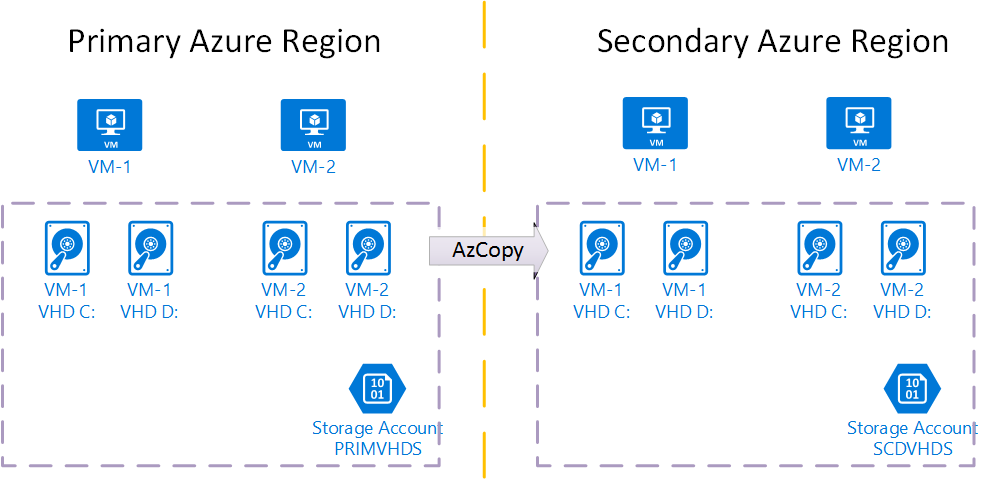 Primary Azure Region
Secondary Azure Region
VM
VM-1
VM
VM-2
VM
VM-1
VM
VM-2
VM-1
VHD C:
VM-1
VHD D:
VM-2
VHD C:
VM-2
VHD D:
AzCopy
VM-1
VHD C:
VM-1
VHD D:
VM-2
VHD C:
VM-2
VHD D:
10
01
Storage Account
PRIMVHDS
10
01
Storage Account
SCDVHDS